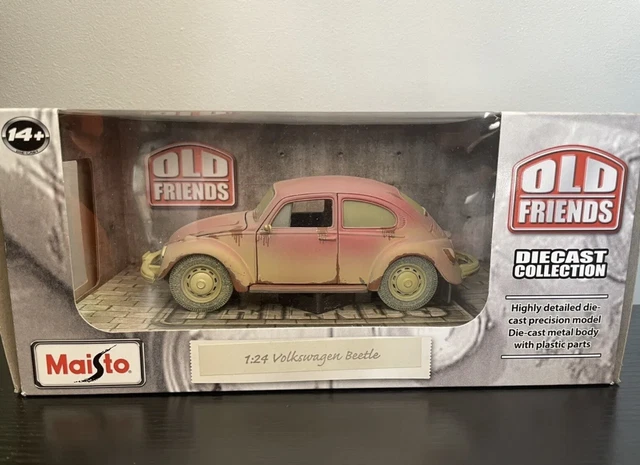 14+
OLD
FRIENDS
OLD
FRIENDS
DIECAST
COLLECTION
Highly detailed die-
cast precision model
Die-cast metal body
with plastic parts
Maisto
1:24 Volkswagen Beetle